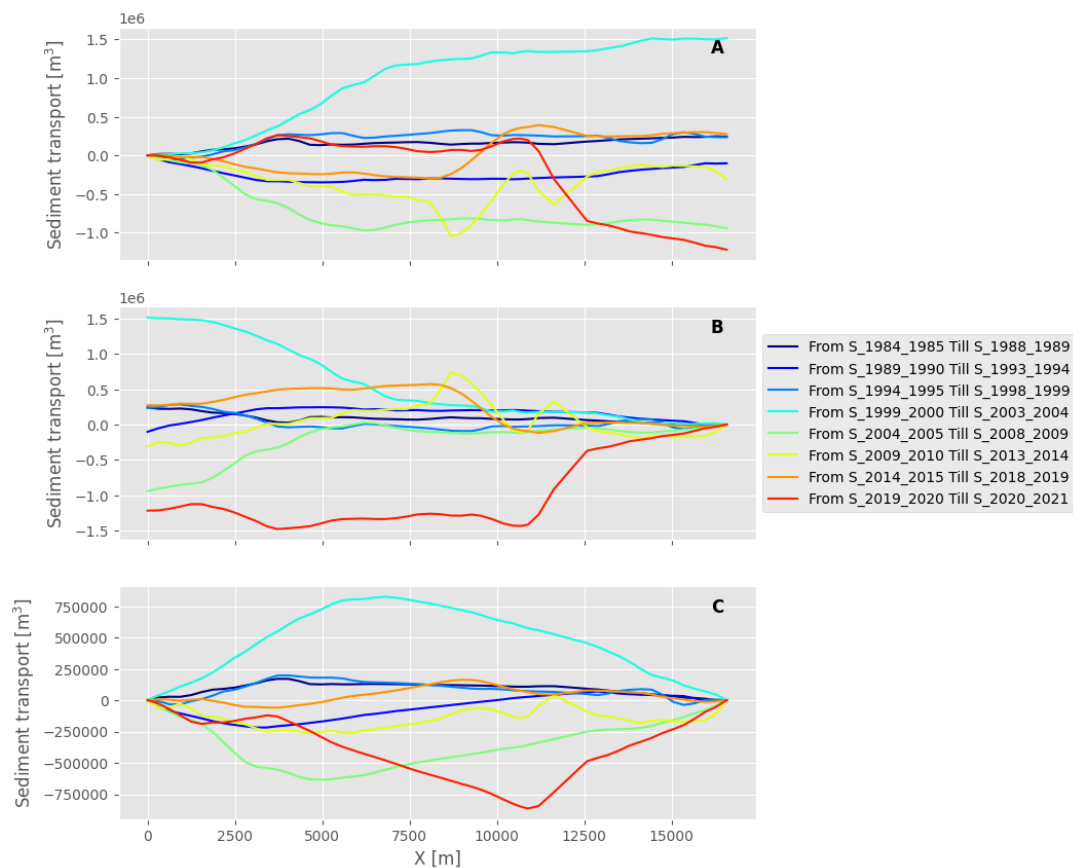 1e6
A
Sediment transport [m³]
1.5
1.0
0.5
0.0
−0.5
−1.0
1e6
B
Sediment transport [m³]
1.5
1.0
0.5
0.0
−0.5
−1.0
−1.5
From S_1984_1985 Till S_1988_1989
From S_1989_1990 Till S_1993_1994
From S_1994_1995 Till S_1998_1999
From S_1999_2000 Till S_2003_2004
From S_2004_2005 Till S_2008_2009
From S_2009_2010 Till S_2013_2014
From S_2014_2015 Till S_2018_2019
From S_2019_2020 Till S_2020_2021
C
Sediment transport [m³]
750000
500000
250000
0
−250000
−500000
−750000
0 2500 5000 7500 10000 12500 15000
X [m]